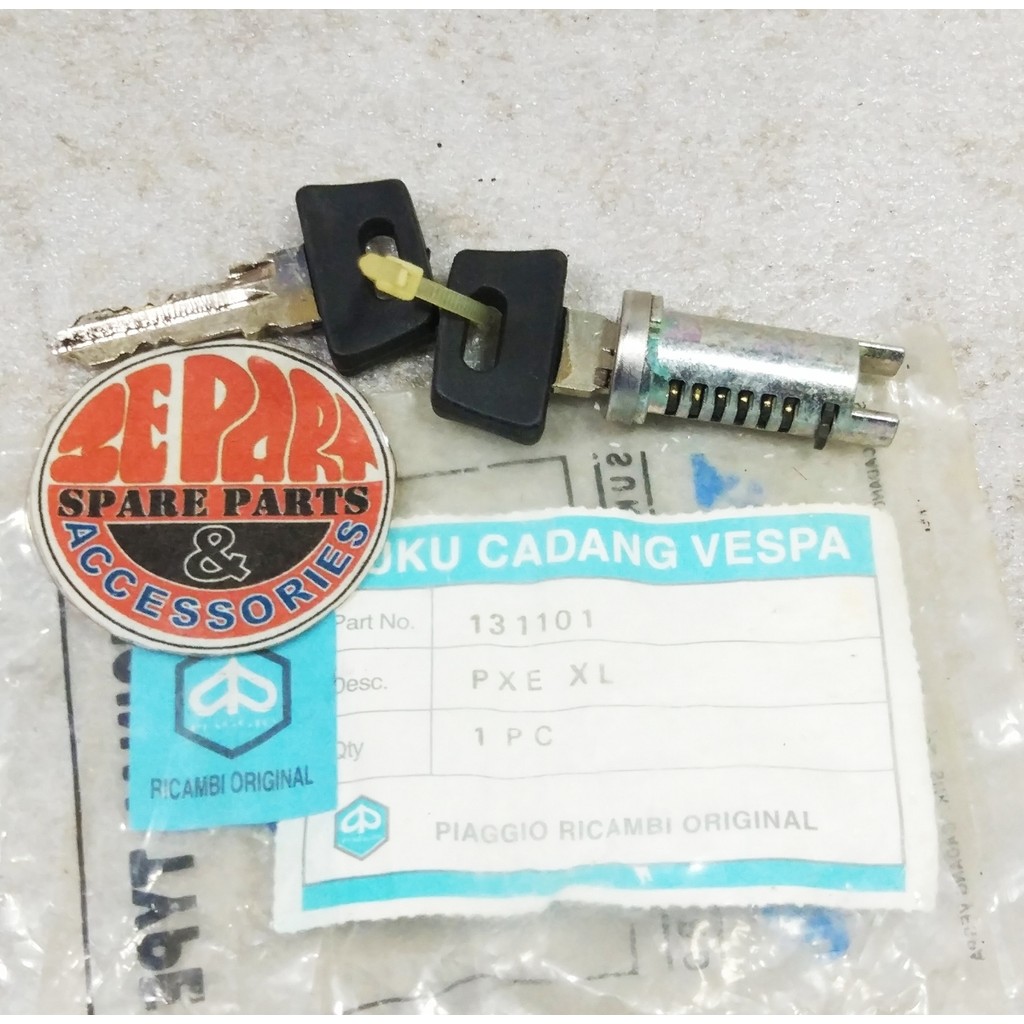 SEPART
SPARE PARTS
&
ACCESSORIES
UKU CADANG VESPA
Part No. 131101
Desc. PXE XL
Qty 1 PC
RICAMBI ORIGINAL
PIAGGIO RICAMBI ORIGINAL